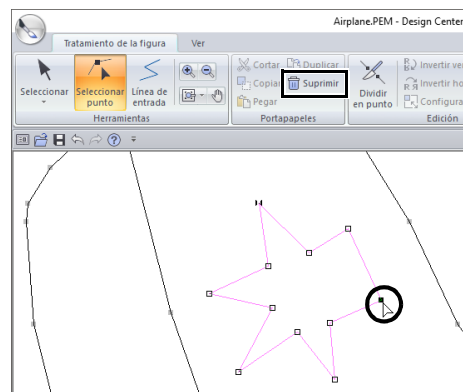 Airplane.PEM - Design Center
Tratamiento de la figura Ver
Seleccionar
Seleccionar punto
Línea de entrada
Herramientas
Cortar Duplicar
Copiar Suprimir
Pegar
Portapapeles
Dividir en punto
Invertir ver
Invertir ho
Configura
Edición